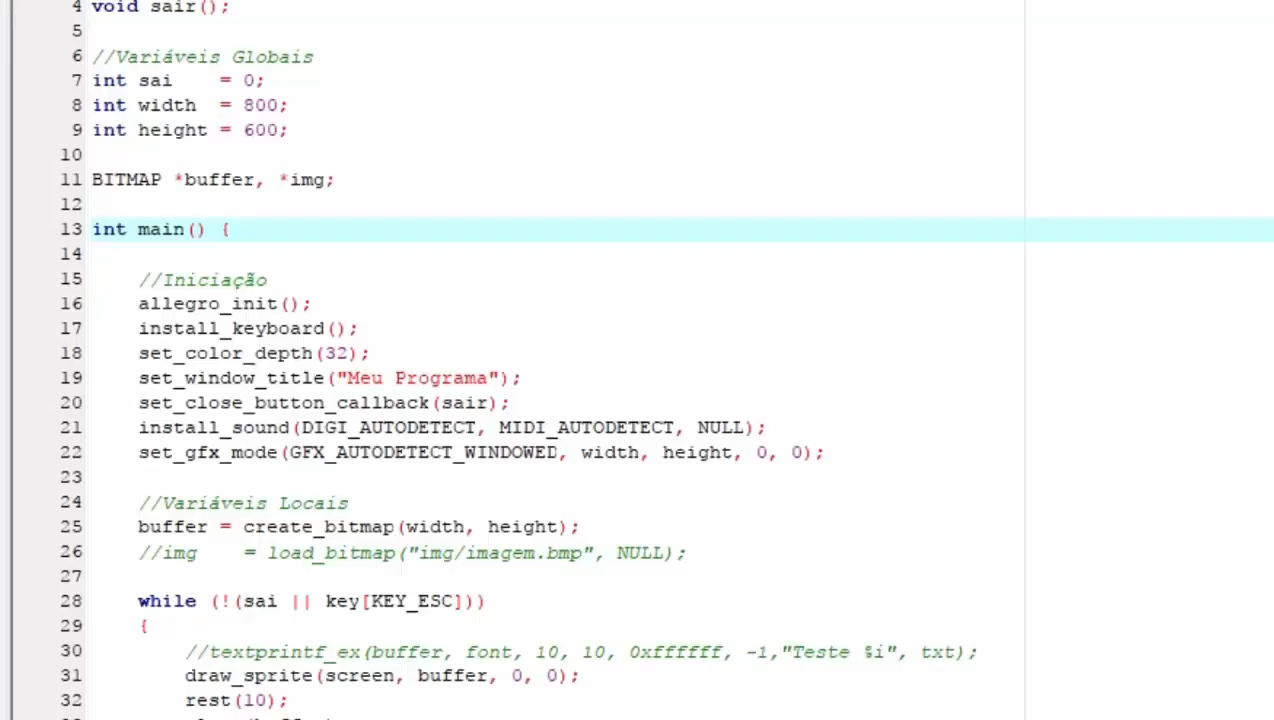 4 void sair();
5
6 //Variáveis Globais
7 int sai    = 0;
8 int width  = 800;
9 int height = 600;
10
11 BITMAP *buffer, *img;
12
13 int main() {
14
15     //Iniciação
16     allegro_init();
17     install_keyboard();
18     set_color_depth(32);
19     set_window_title("Meu Programa");
20     set_close_button_callback(sair);
21     install_sound(DIGI_AUTODETECT, MIDI_AUTODETECT, NULL);
22     set_gfx_mode(GFX_AUTODETECT_WINDOWED, width, height, 0, 0);
23
24     //Variáveis Locais
25     buffer = create_bitmap(width, height);
26     //img    = load_bitmap("img/imagem.bmp", NULL);
27
28     while (!(sai || key[KEY_ESC]))
29     {
30         //textprintf_ex(buffer, font, 10, 10, 0xffffff, -1,"Teste %i", txt);
31         draw_sprite(screen, buffer, 0, 0);
32         rest(10);